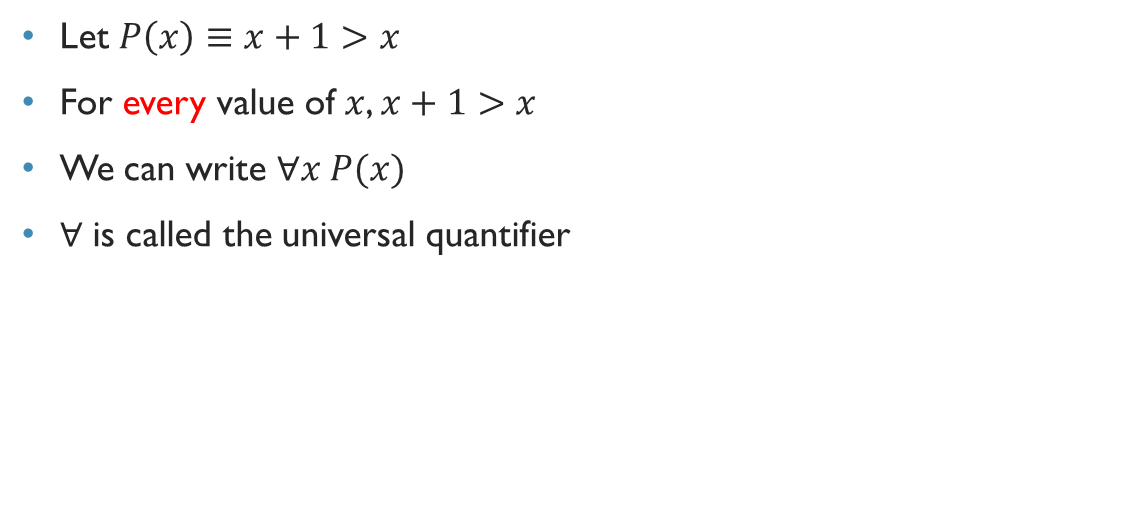 • Let P(x) ≡ x + 1 > x
• For every value of x, x + 1 > x
• We can write ∀x P(x)
• ∀ is called the universal quantifier